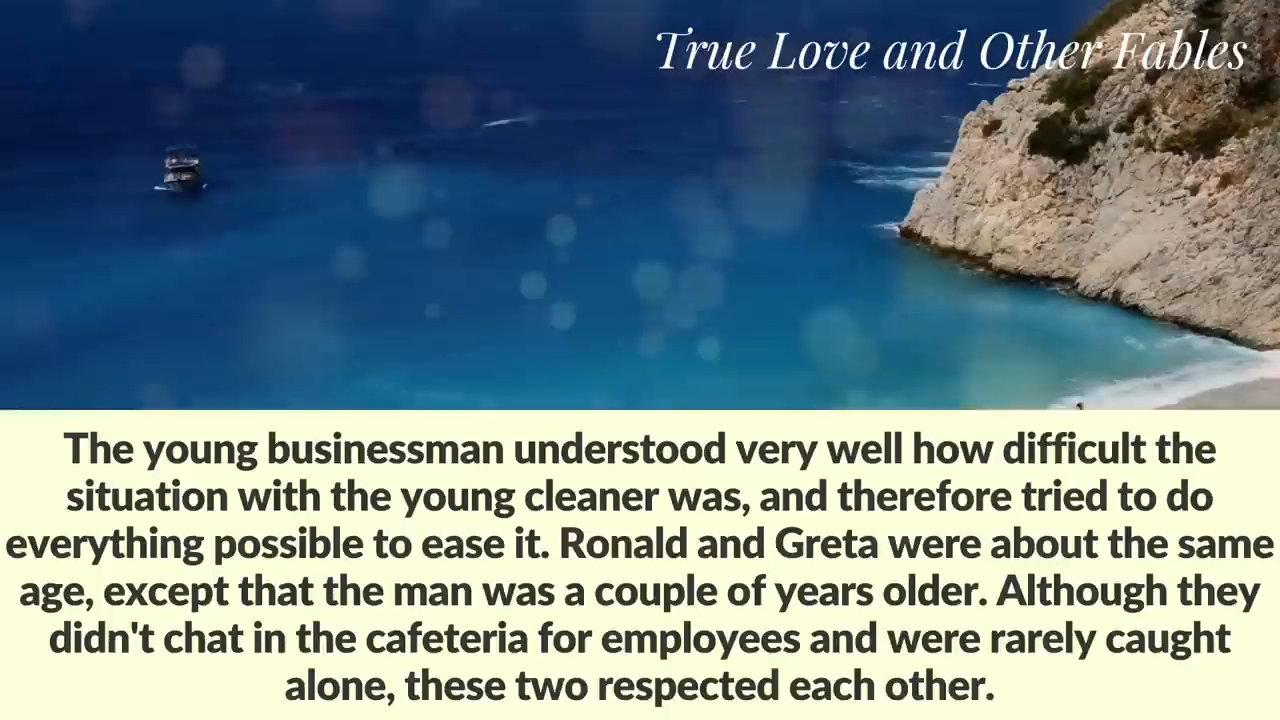 True Love and Other Fables
The young businessman understood very well how difficult the
situation with the young cleaner was, and therefore tried to do
everything possible to ease it. Ronald and Greta were about the same
age, except that the man was a couple of years older. Although they
didn't chat in the cafeteria for employees and were rarely caught
alone, these two respected each other.